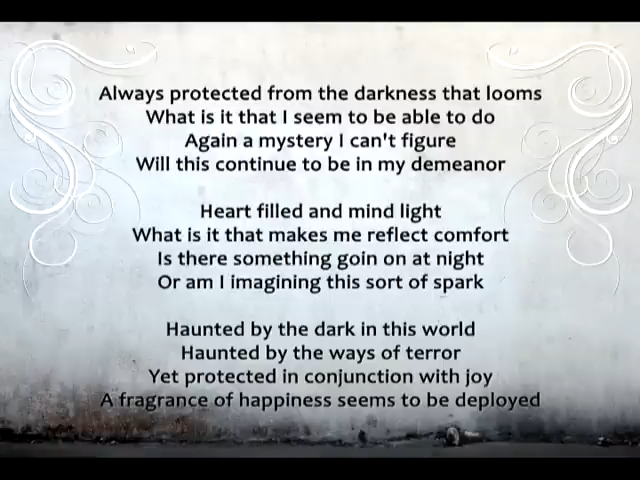 Always protected from the darkness that looms
What is it that I seem to be able to do
Again a mystery I can't figure
Will this continue to be in my demeanor
Heart filled and mind light
What is it that makes me reflect comfort
Is there something goin on at night
Or am I imagining this sort of spark
Haunted by the dark in this world
Haunted by the ways of terror
Yet protected in conjunction with joy
A fragrance of happiness seems to be deployed